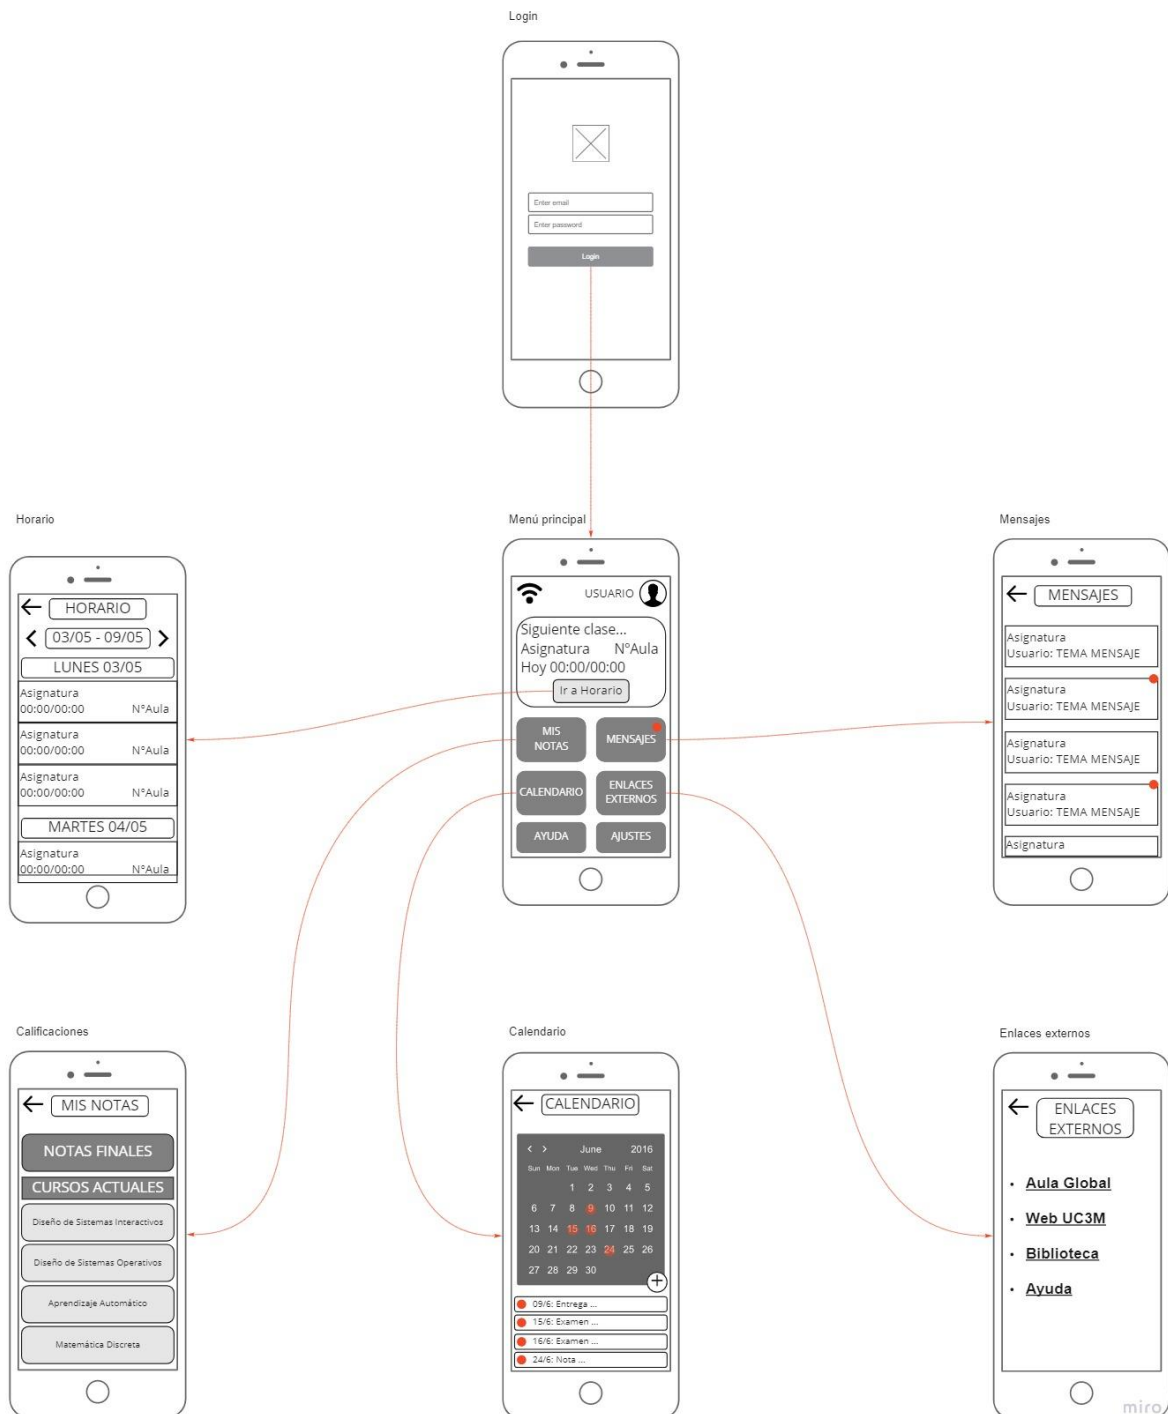 Login
Enter email
Enter password
Login
Horario
HORARIO
03/05 - 09/05
LUNES 03/05
Asignatura
00:00/00:00 NºAula
Asignatura
00:00/00:00 NºAula
Asignatura
00:00/00:00 NºAula
MARTES 04/05
Asignatura
00:00/00:00 NºAula
Menú principal
USUARIO
Siguiente clase...
Asignatura NºAula
Hoy 00:00/00:00
Ir a Horario
MIS
NOTAS
MENSAJES
CALENDARIO
ENLACES
EXTERNOS
AYUDA
AJUSTES
Mensajes
MENSAJES
Asignatura
Usuario: TEMA MENSAJE
Asignatura
Usuario: TEMA MENSAJE
Asignatura
Usuario: TEMA MENSAJE
Asignatura
Usuario: TEMA MENSAJE
Asignatura
Calificaciones
MIS NOTAS
NOTAS FINALES
CURSOS ACTUALES
Diseño de Sistemas Interactivos
Diseño de Sistemas Operativos
Aprendizaje Automático
Matemática Discreta
Calendario
CALENDARIO
June 2016
Sun Mon Tue Wed Thu Fri Sat
1 2 3 4 5
6 7 8 9 10 11 12
13 14 15 16 17 18 19
20 21 22 23 24 25 26
27 28 29 30
09/6: Entrega ...
15/6: Examen ...
16/6: Examen ...
24/6: Nota ...
Enlaces externos
ENLACES
EXTERNOS
• Aula Global
• Web UC3M
• Biblioteca
• Ayuda
miro